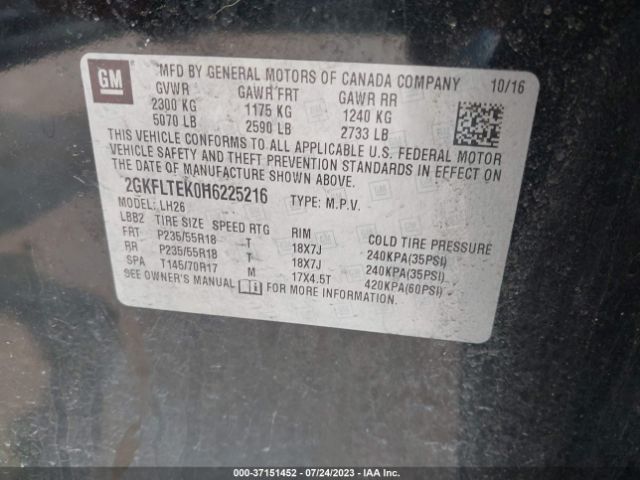 GM
MFD BY GENERAL MOTORS OF CANADA COMPANY 10/16
GVWR GAWR FRT GAWR RR
2300 KG 1175 KG 1240 KG
5070 LB 2590 LB 2733 LB
THIS VEHICLE CONFORMS TO ALL APPLICABLE U.S. FEDERAL MOTOR
VEHICLE SAFETY AND THEFT PREVENTION STANDARDS IN EFFECT ON
THE DATE OF MANUFACTURE SHOWN ABOVE.
2GKFLTEK0H6225216 TYPE: M.P.V.
MODEL: LH26
LBB2 TIRE SIZE SPEED RTG RIM COLD TIRE PRESSURE
FRT P235/55R18 T 18X7J 240KPA(35PSI)
RR P235/55R18 T 18X7J 240KPA(35PSI)
SPA T145/70R17 M 17X4.5T 420KPA(60PSI)
SEE OWNER'S MANUAL FOR MORE INFORMATION.
000-37151452 - 07/24/2023 - IAA Inc.